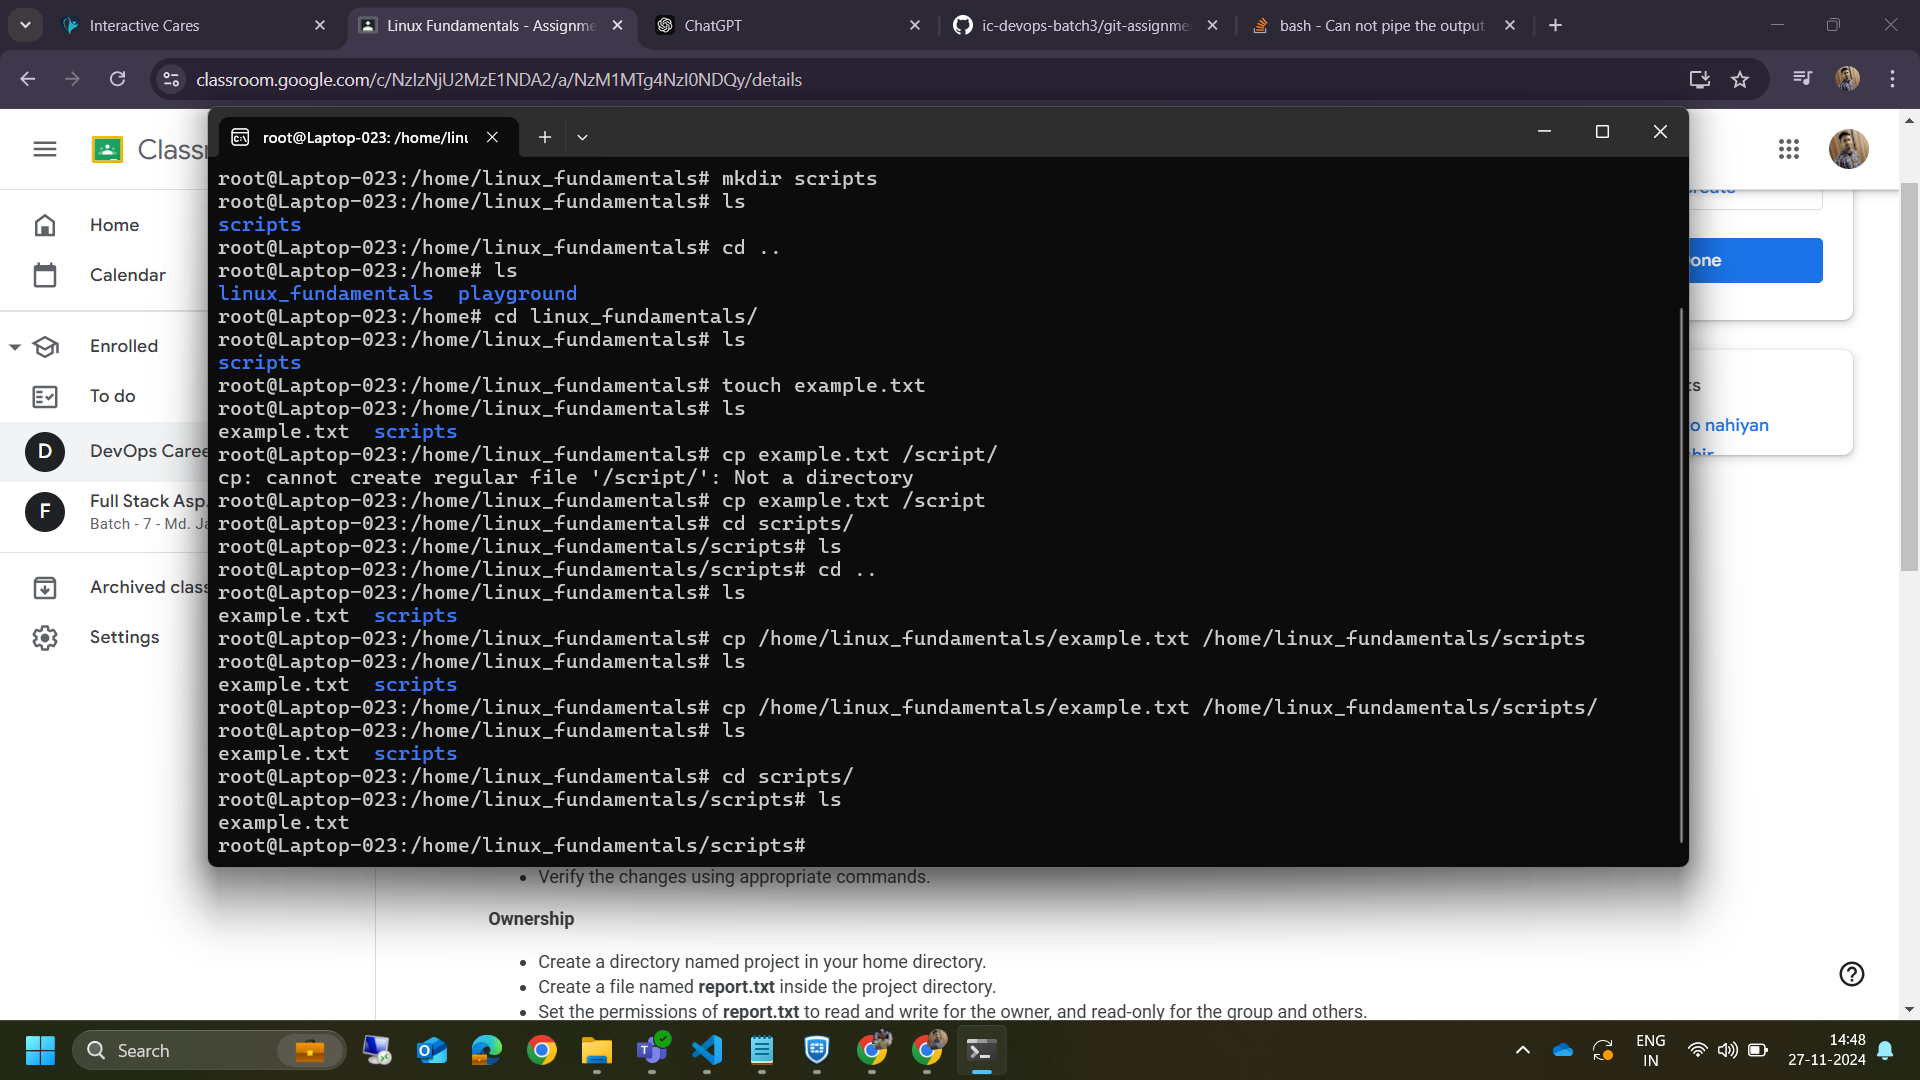 Interactive Cares
Linux Fundamentals - Assignme
ChatGPT
ic-devops-batch3/git-assignme
bash - Can not pipe the output
classroom.google.com/c/NzIzNjU2MzE1NDA2/a/NzM1MTg4NzI0NDQy/details
Class
Home
Calendar
Enrolled
To do
D
DevOps Caree
F
Full Stack Asp.
Batch - 7 - Md. Ja
Archived class
Settings
root@Laptop-023: /home/linu
root@Laptop-023:/home/linux_fundamentals# mkdir scripts
root@Laptop-023:/home/linux_fundamentals# ls
scripts
root@Laptop-023:/home/linux_fundamentals# cd ..
root@Laptop-023:/home# ls
linux_fundamentals  playground
root@Laptop-023:/home# cd linux_fundamentals/
root@Laptop-023:/home/linux_fundamentals# ls
scripts
root@Laptop-023:/home/linux_fundamentals# touch example.txt
root@Laptop-023:/home/linux_fundamentals# ls
example.txt  scripts
root@Laptop-023:/home/linux_fundamentals# cp example.txt /script/
cp: cannot create regular file '/script/': Not a directory
root@Laptop-023:/home/linux_fundamentals# cp example.txt /script
root@Laptop-023:/home/linux_fundamentals# cd scripts/
root@Laptop-023:/home/linux_fundamentals/scripts# ls
root@Laptop-023:/home/linux_fundamentals/scripts# cd ..
root@Laptop-023:/home/linux_fundamentals# ls
example.txt  scripts
root@Laptop-023:/home/linux_fundamentals# cp /home/linux_fundamentals/example.txt /home/linux_fundamentals/scripts
root@Laptop-023:/home/linux_fundamentals# ls
example.txt  scripts
root@Laptop-023:/home/linux_fundamentals# cp /home/linux_fundamentals/example.txt /home/linux_fundamentals/scripts/
root@Laptop-023:/home/linux_fundamentals# ls
example.txt  scripts
root@Laptop-023:/home/linux_fundamentals# cd scripts/
root@Laptop-023:/home/linux_fundamentals/scripts# ls
example.txt
root@Laptop-023:/home/linux_fundamentals/scripts#
one
ts
o nahiyan
• Verify the changes using appropriate commands.
Ownership
• Create a directory named project in your home directory.
• Create a file named report.txt inside the project directory.
• Set the permissions of report.txt to read and write for the owner, and read-only for the group and others.
Search
ENG
IN
14:48
27-11-2024